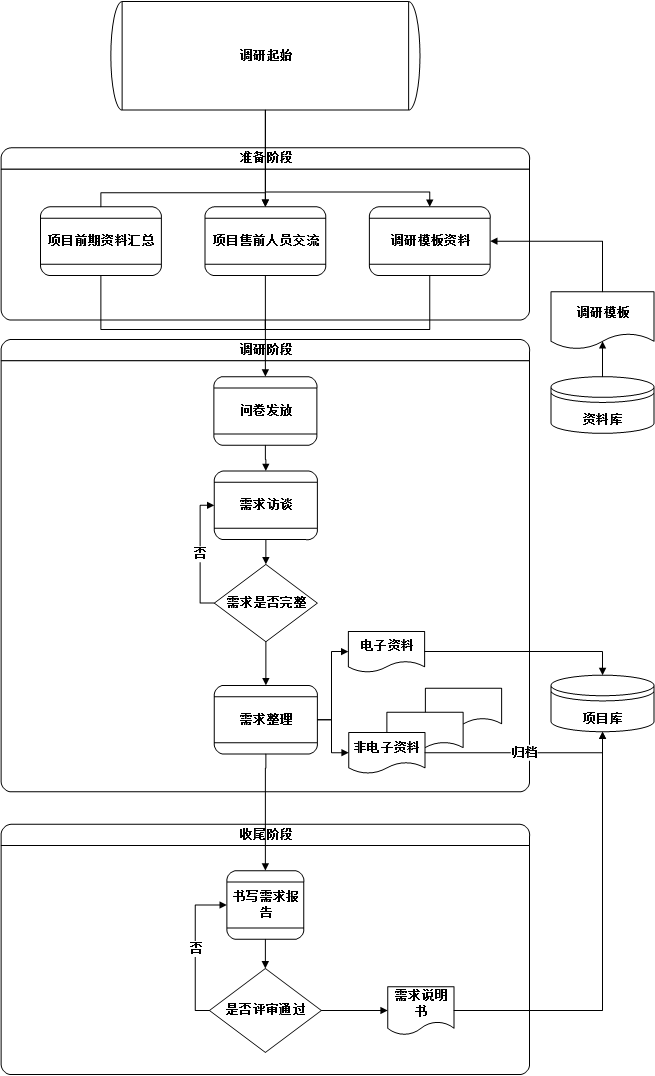 调研起始
准备阶段
项目前期资料汇总
项目售前人员交流
调研模板资料
调研模板
资料库
调研阶段
问卷发放
需求访谈
否
需求是否完整
电子资料
需求整理
项目库
非电子资料
归档
收尾阶段
书写需求报
告
否
是否评审通过
需求说明
书